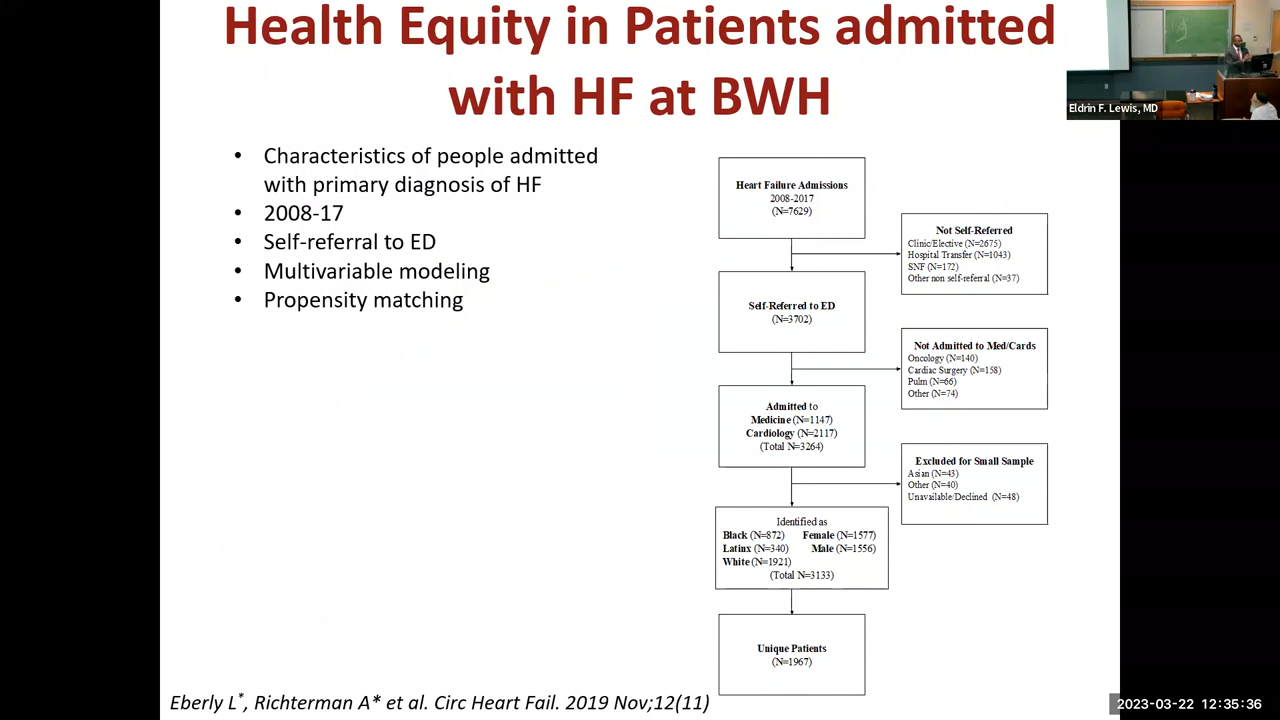 Health Equity in Patients admitted
with HF at BWH
Eldrin F. Lewis, MD
• Characteristics of people admitted
with primary diagnosis of HF
• 2008-17
• Self-referral to ED
• Multivariable modeling
• Propensity matching
Heart Failure Admissions
2008-2017
(N=7629)
Not Self-Referred
Clinic/Elective (N=2675)
Hospital Transfer (N=1043)
SNF (N=172)
Other non self-referral (N=37)
Self-Referred to ED
(N=3702)
Not Admitted to Med/Cards
Oncology (N=140)
Cardiac Surgery (N=158)
Pulm (N=66)
Other (N=74)
Admitted to
Medicine (N=1147)
Cardiology (N=2117)
(Total N=3264)
Excluded for Small Sample
Asian (N=43)
Other (N=40)
Unavailable/Declined (N=48)
Identified as
Black (N=872) Female (N=1577)
Latinx (N=340) Male (N=1556)
White (N=1921)
(Total N=3133)
Unique Patients
(N=1967)
Eberly L*, Richterman A* et al. Circ Heart Fail. 2019 Nov;12(11)
2023-03-22 12:35:36